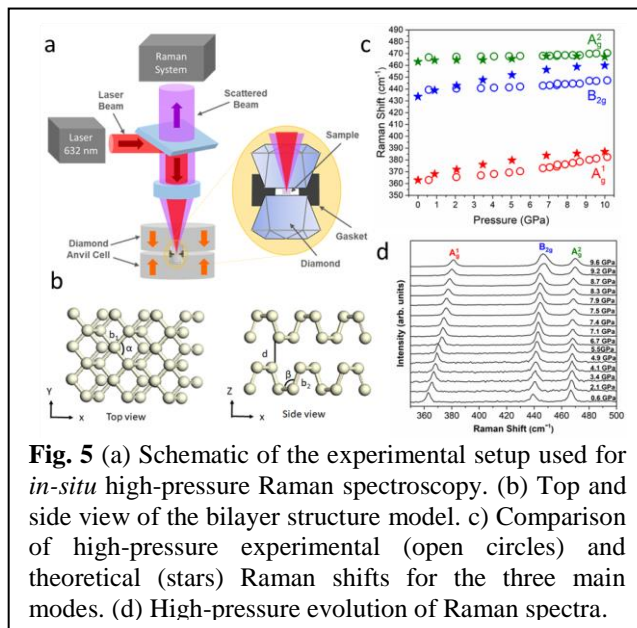 a
Raman
System
Laser
Beam
Scattered
Beam
Laser
632 nm
Sample
Diamond
Anvil Cell
Gasket
Diamond
b
b1
α
Y
X
Top view
d
β
b2
Z
X
Side view
c
490
480
470
460
450
440
430
420
410
400
390
380
370
360
350
Raman Shift (cm⁻¹)
A²g
B2g
A¹g
0 1 2 3 4 5 6 7 8 9 10
Pressure (GPa)
d
A¹g B2g A²g
Intensity (arb. units)
9.6 GPa
9.2 GPa
8.7 GPa
8.3 GPa
7.9 GPa
7.5 GPa
7.4 GPa
7.1 GPa
6.7 GPa
5.5GPa
4.9 GPa
4.1 GPa
3.4 GPa
2.1 GPa
0.6 GPa
360 380 400 420 440 460 480 500
Raman Shift (cm⁻¹)
Fig. 5 (a) Schematic of the experimental setup used for
in-situ high-pressure Raman spectroscopy. (b) Top and
side view of the bilayer structure model. c) Comparison
of high-pressure experimental (open circles) and
theoretical (stars) Raman shifts for the three main
modes. (d) High-pressure evolution of Raman spectra.